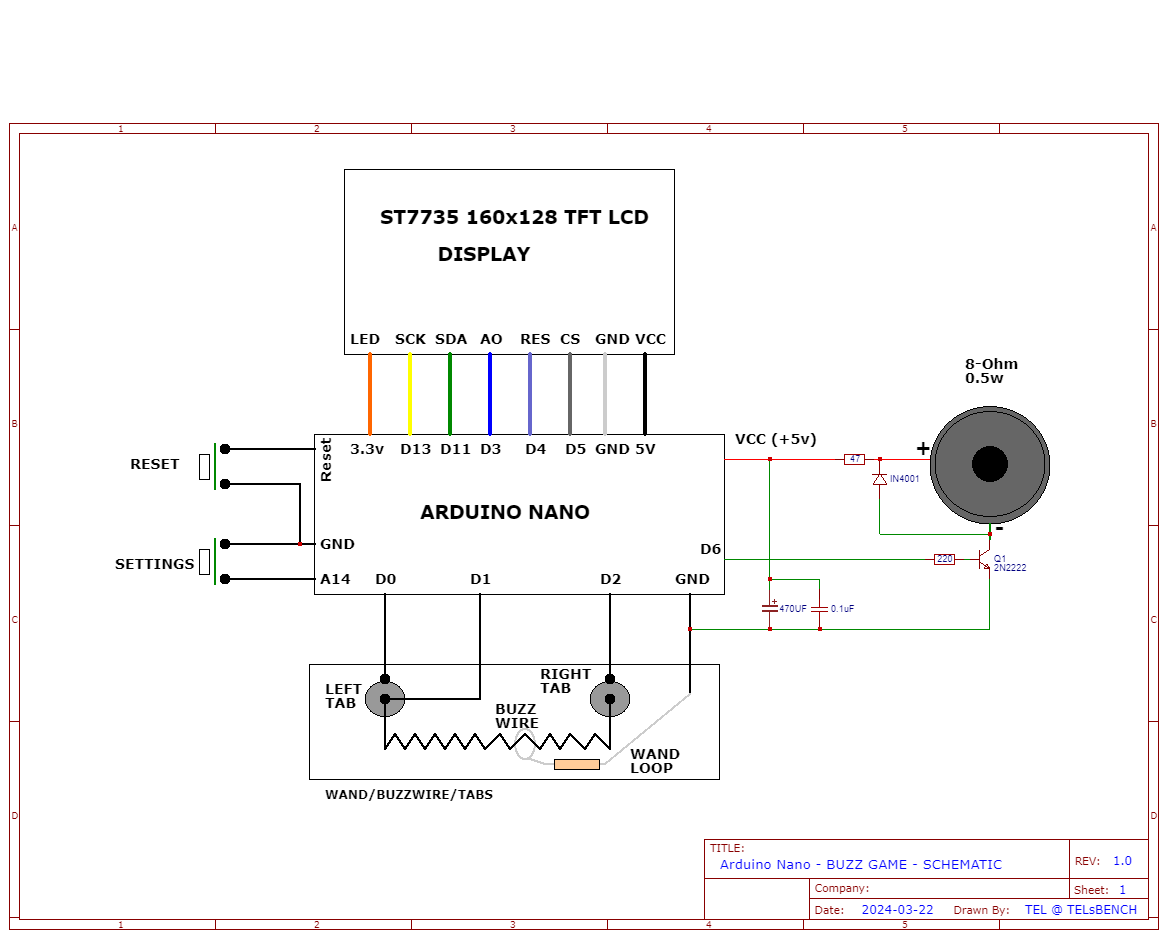 1 2 3 4 5
A A
ST7735 160x128 TFT LCD
DISPLAY
LED SCK SDA AO RES CS GND VCC
8-Ohm
0.5w
B B
Reset
3.3v D13 D11 D3 D4 D5 GND 5V
VCC (+5v)
+
47
RESET
IN4001
ARDUINO NANO
-
GND
D6
220
Q1
2N2222
SETTINGS
A14 D0 D1 D2 GND
+
470UF 0.1uF
C C
LEFT
TAB
RIGHT
TAB
BUZZ
WIRE
WAND
LOOP
WAND/BUZZWIRE/TABS
D D
TITLE:
Arduino Nano - BUZZ GAME - SCHEMATIC
REV: 1.0
Company:
Sheet: 1
Date: 2024-03-22 Drawn By: TEL @ TELsBENCH
1 2 3 4 5